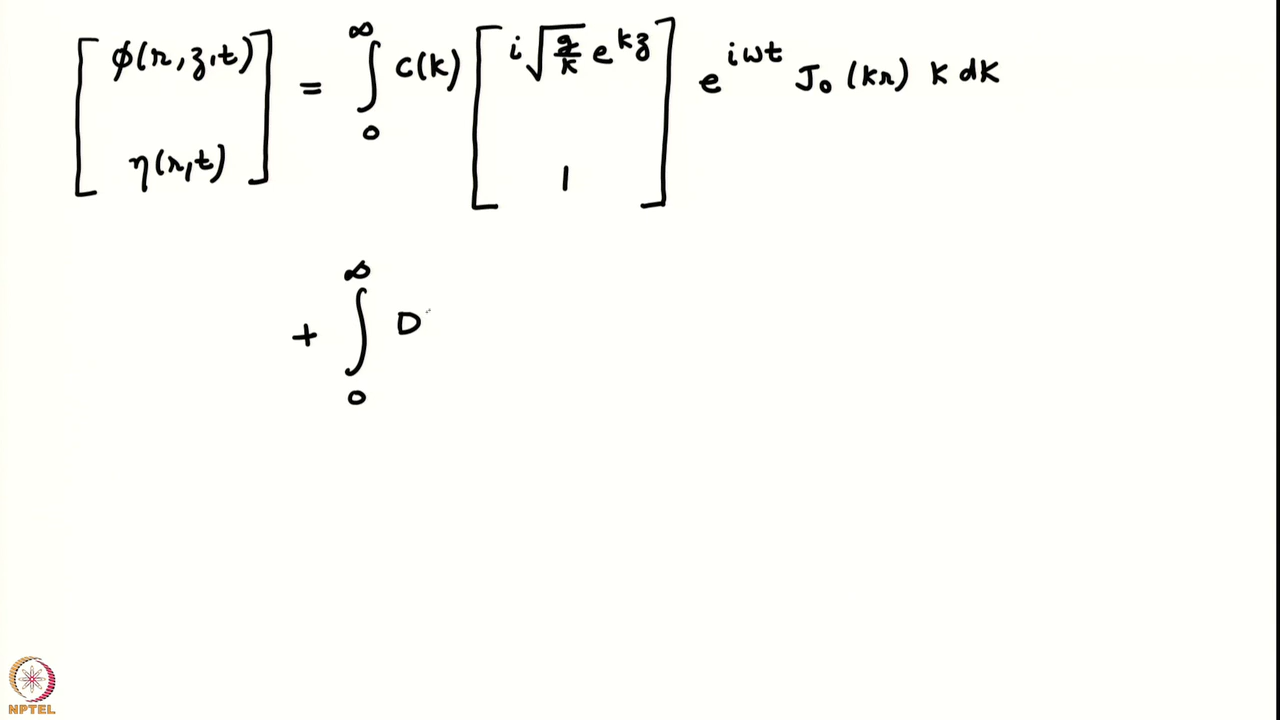 [ϕ(r,z,t) η(r,t)] = ∫₀^∞ C(k) [i√(g/k) e^{kz} 1] e^{iωt} J₀(kr) k dk
+ ∫₀^∞ D
NPTEL